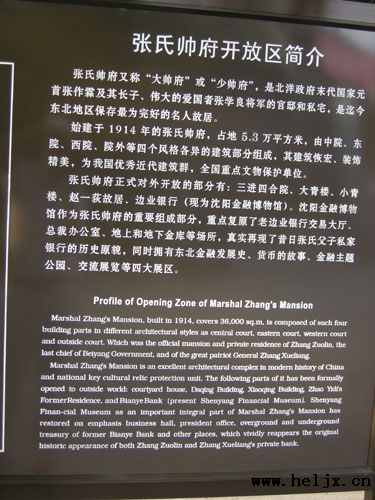 张氏帅府开放区简介
张氏帅府又称“大帅府”或“少帅府”，是北洋政府末代国家元
首张作霖及其长子、伟大的爱国者张学良将军的官邸和私宅，是迄今
东北地区保存最为完好的名人故居。
始建于1914年的张氏帅府，占地5.3万平方米，由中院、东
院、西院、院外等四个风格各异的建筑部分组成，其建筑恢宏、装饰
精美，为我国优秀近代建筑群，全国重点文物保护单位。
张氏帅府正式对外开放的部分有：三进四合院、大青楼、小青
楼、赵一荻故居、边业银行（现为沈阳金融博物馆）。沈阳金融博物
馆作为张氏帅府的重要组成部分，重点复原了老边业银行交易大厅、
总裁办公室、地上和地下金库等场所，真实再现了昔日张氏父子私家
银行的历史原貌，同时拥有东北金融发展史、货币的故事、金融主题
公园、交流展览等四大展区。
Profile of Opening Zone of Marshal Zhang's Mansion
Marshal Zhang's Mansion, built in 1914, covers 36,000 sq.m, is composed of such four
building parts in different architectural styles as central court, eastern court, western court
and outside court. Which was the official mansion and private residence of Zhang Zuolin, the
last chief of Beiyang Government, and of the great patriot General Zhang Xueliang.
Marshal Zhang's Mansion is an excellent architectural complex in modern history of China
and national key cultural relic protection unit. The following parts of it has been formally
opened to outside world: courtyard house, Daqing Building, Xiaoqing Building, Zhao Yidi's
FormerResidence, and BianyeBank (present Shenyang Financial Museum). Shenyang
Finan-cial Museum as an important integral part of Marshal Zhang's Mansion has
restored on emphasis business hall, president office, overground and underground
treasury of former Bianye Bank and other places, which vividly reappears the original
historic appearance of both Zhang Zuolin and Zhang Xueliang's private bank.
www.heljx.cn